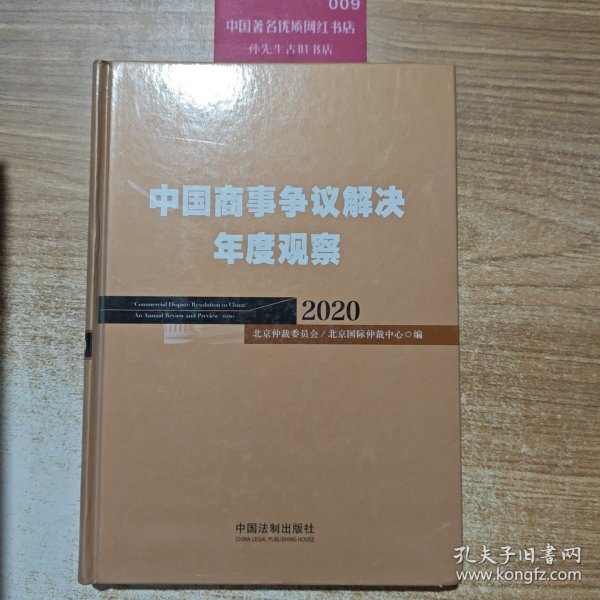 009
中国著名优质网红书店
孙先生古旧书店
中国商事争议解决
年度观察
Commercial Dispute Resolution in China:
An Annual Review and Preview 2020
2020
北京仲裁委员会/北京国际仲裁中心◎编
中国法制出版社
CHINA LEGAL PUBLISHING HOUSE
孔夫子旧书网
www.kongfz.com